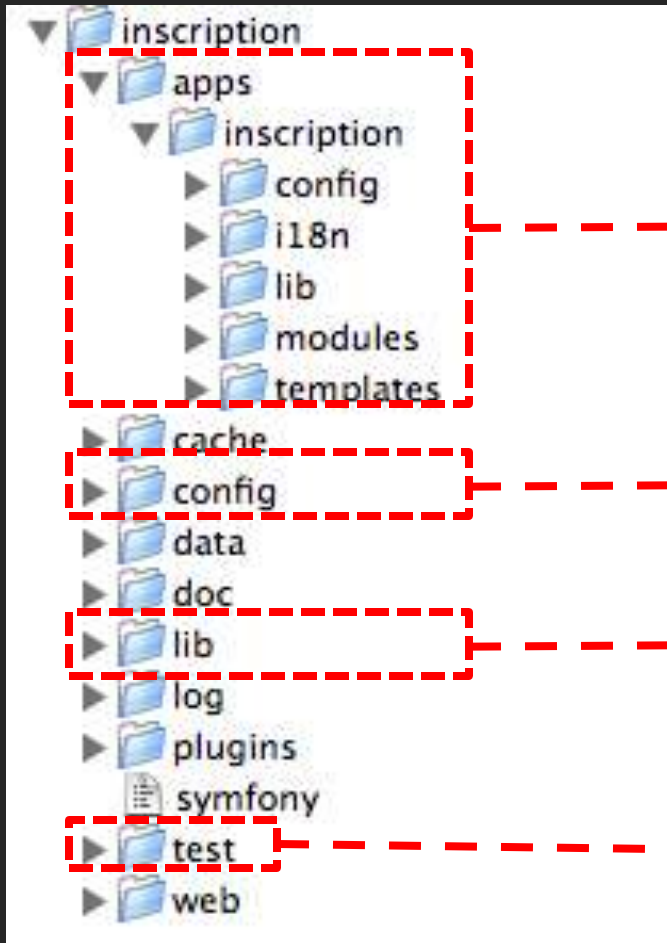 inscription
apps
inscription
config
i18n
lib
modules
templates
cache
config
data
doc
lib
log
plugins
symfony
test
web